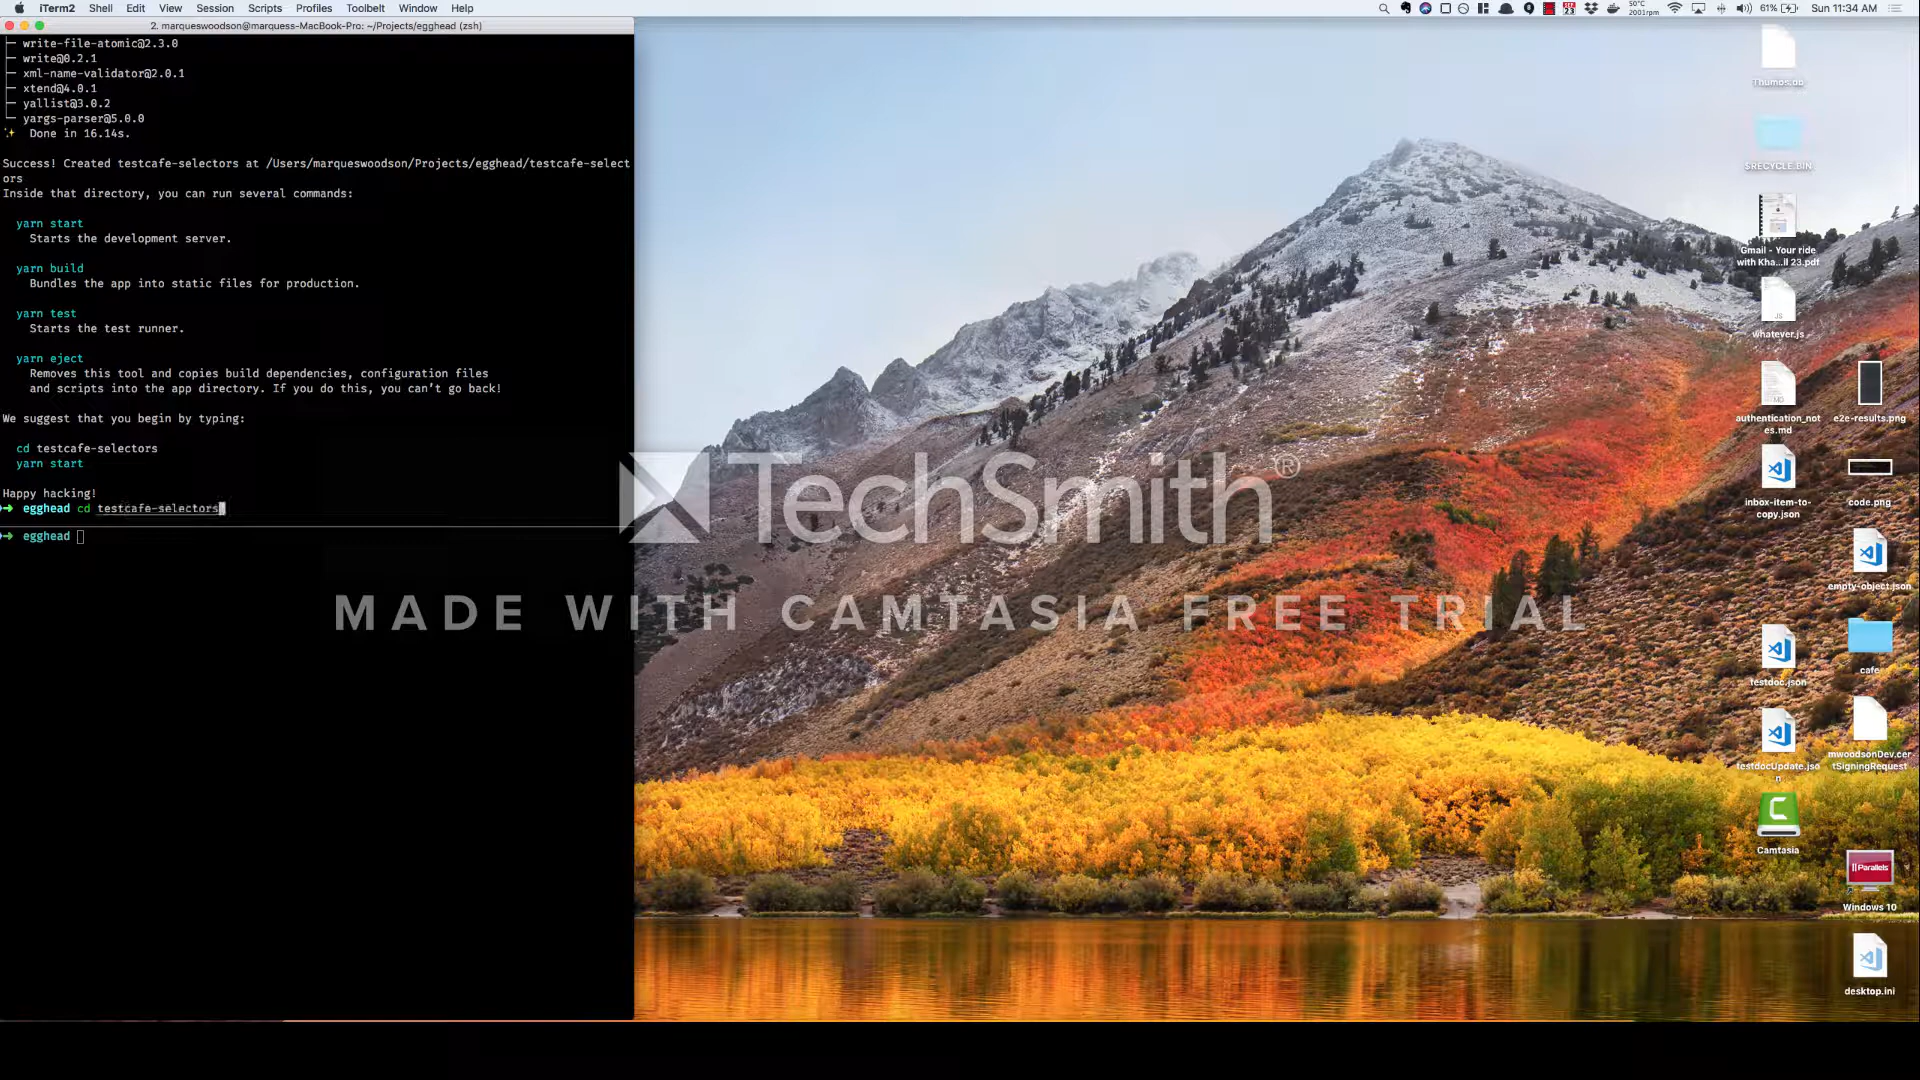 iTerm2 Shell Edit View Session Scripts Profiles Toolbelt Window Help
50°C
2001rpm
61%
Sun 11:34 AM
SEP
23
2. marqueswoodson@marquess-MacBook-Pro: ~/Projects/egghead (zsh)
├─ write-file-atomic@2.3.0
├─ write@0.2.1
├─ xml-name-validator@2.0.1
├─ xtend@4.0.1
├─ yallist@3.0.2
└─ yargs-parser@5.0.0
✨ Done in 16.14s.
Success! Created testcafe-selectors at /Users/marqueswoodson/Projects/egghead/testcafe-select
ors
Inside that directory, you can run several commands:
yarn start
Starts the development server.
yarn build
Bundles the app into static files for production.
yarn test
Starts the test runner.
yarn eject
Removes this tool and copies build dependencies, configuration files
and scripts into the app directory. If you do this, you can’t go back!
We suggest that you begin by typing:
cd testcafe-selectors
yarn start
Happy hacking!
➜ egghead cd testcafe-selectors
➜ egghead
TechSmith®
MADE WITH CAMTASIA FREE TRIAL
Thumbs.db
$RECYCLE.BIN
Gmail - Your ride
with Kha...il 23.pdf
JS
whatever.js
MD
authentication_not
es.md
e2e-results.png
inbox-item-to-
copy.json
code.png
empty-object.json
testdoc.json
cafe
testdocUpdate.jso
n
mwoodsonDev.cer
tSigningRequest
C
Camtasia
|| Parallels
Windows 10
desktop.ini